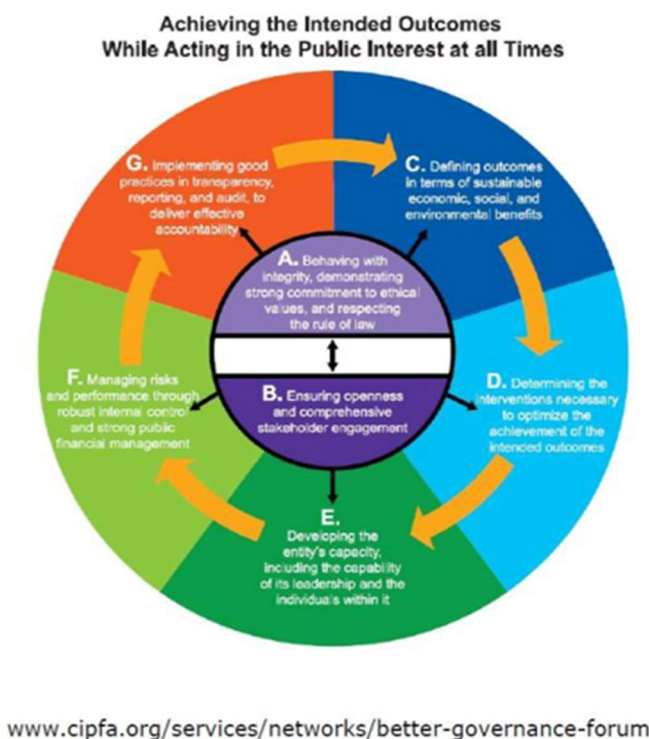 Achieving the Intended Outcomes
While Acting in the Public Interest at all Times
G. Implementing good
practices in transparency,
reporting, and audit, to
deliver effective
accountability
C. Defining outcomes
in terms of sustainable
economic, social, and
environmental benefits
A. Behaving with
integrity, demonstrating
strong commitment to ethical
values, and respecting
the rule of law
F. Managing risks
and performance through
robust internal control
and strong public
financial management
B. Ensuring openness
and comprehensive
stakeholder engagement
D. Determining the
interventions necessary
to optimize the
achievement of the
intended outcomes
E.
Developing the
entity's capacity,
including the capability
of its leadership and the
individuals within it
www.cipfa.org/services/networks/better-governance-forum